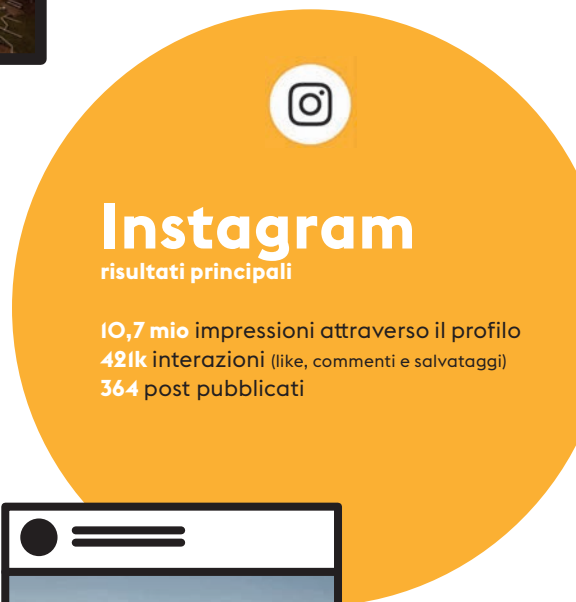 Instagram
risultati principali
10,7 mio impressioni attraverso il profilo
421k interazioni (like, commenti e salvataggi)
364 post pubblicati